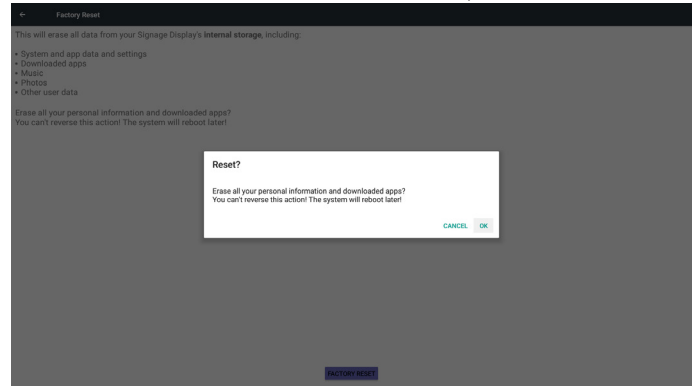 ← Factory Reset
This will erase all data from your Signage Display's internal storage, including:
• System and app data and settings
• Downloaded apps
• Music
• Photos
• Other user data
Erase all your personal information and downloaded apps?
You can't reverse this action! The system will reboot later!
Reset?
Erase all your personal information and downloaded apps?
You can't reverse this action! The system will reboot later!
CANCEL OK
FACTORY RESET